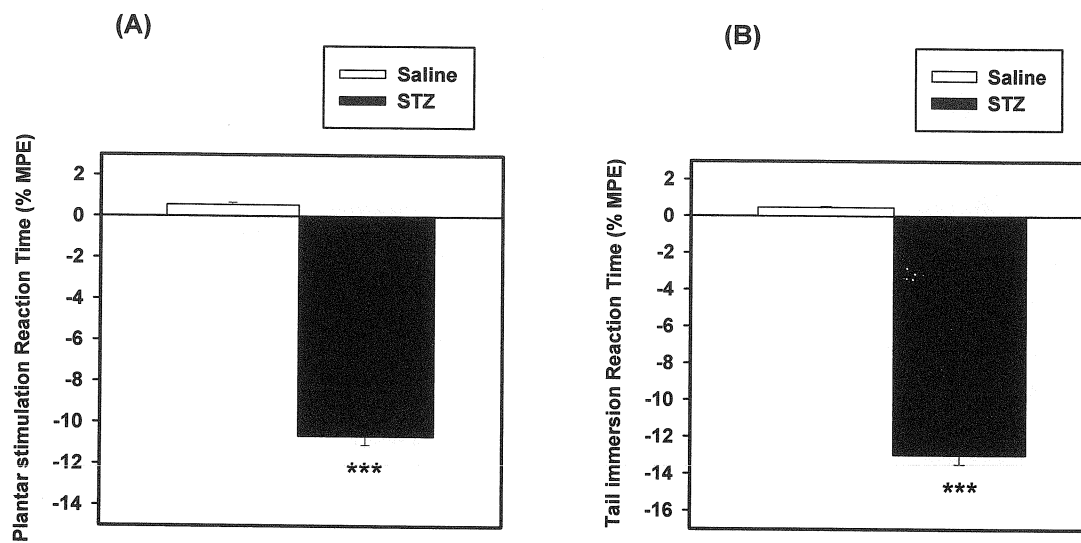 (A)
Saline
STZ
Plantar stimulation Reaction Time (% MPE)
2
0
-2
-4
-6
-8
-10
-12
-14
***
(B)
Saline
STZ
Tail immersion Reaction Time (% MPE)
2
0
-2
-4
-6
-8
-10
-12
-14
-16
***